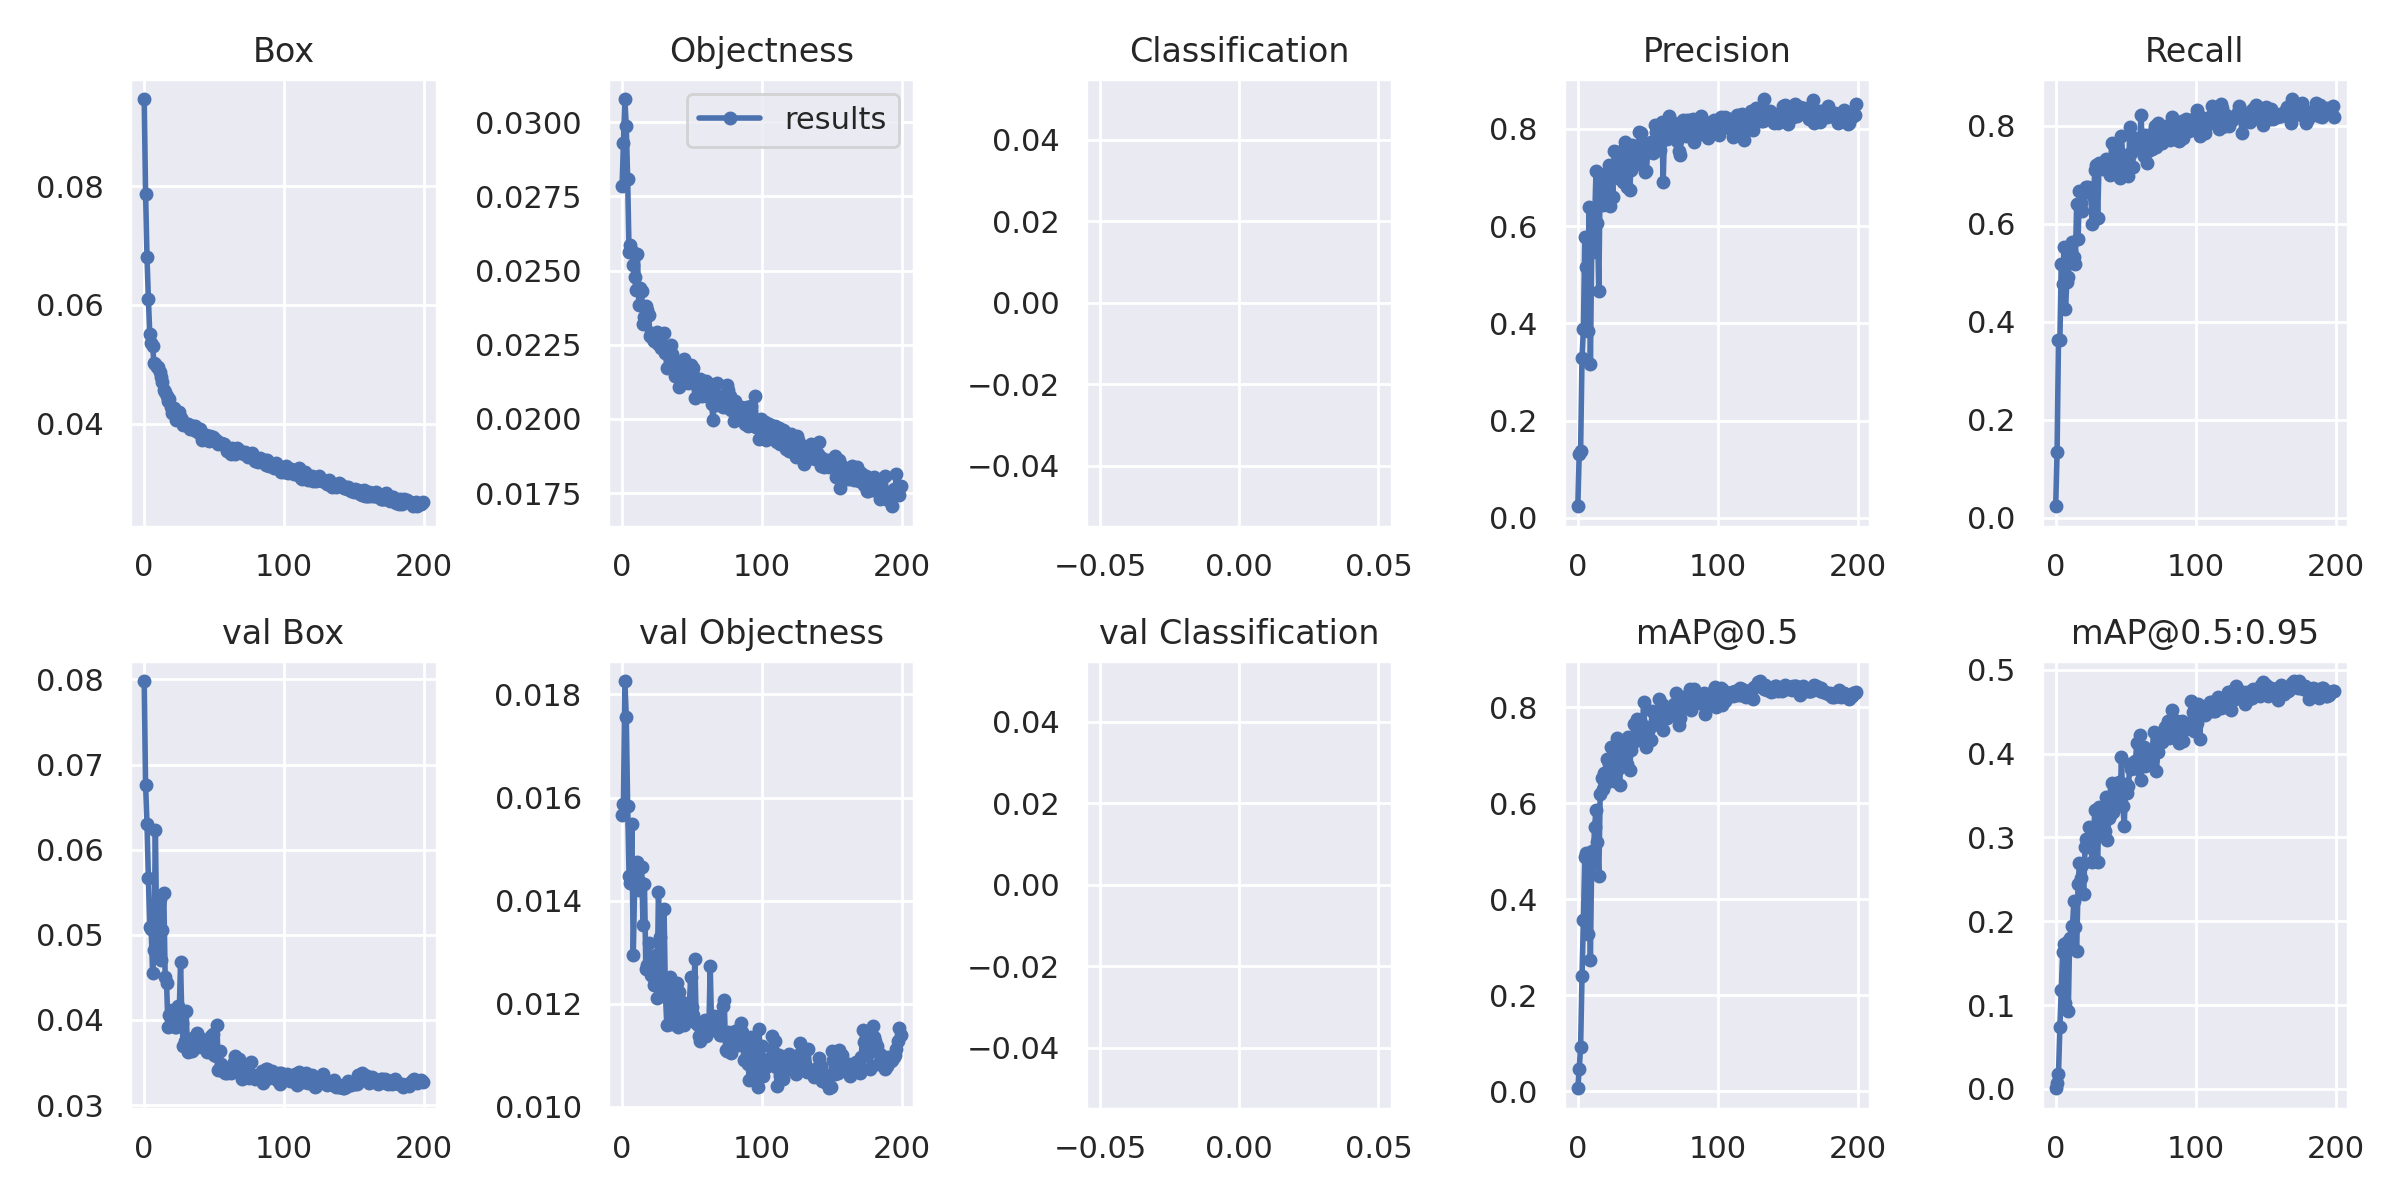 Box
0.08
0.06
0.04
0 100 200
Objectness
results
0.0300
0.0275
0.0250
0.0225
0.0200
0.0175
0 100 200
Classification
0.04
0.02
0.00
−0.02
−0.04
−0.05 0.00 0.05
Precision
0.8
0.6
0.4
0.2
0.0
0 100 200
Recall
0.8
0.6
0.4
0.2
0.0
0 100 200
val Box
0.08
0.07
0.06
0.05
0.04
0.03
0 100 200
val Objectness
0.018
0.016
0.014
0.012
0.010
0 100 200
val Classification
0.04
0.02
0.00
−0.02
−0.04
−0.05 0.00 0.05
mAP@0.5
0.8
0.6
0.4
0.2
0.0
0 100 200
mAP@0.5:0.95
0.5
0.4
0.3
0.2
0.1
0.0
0 100 200